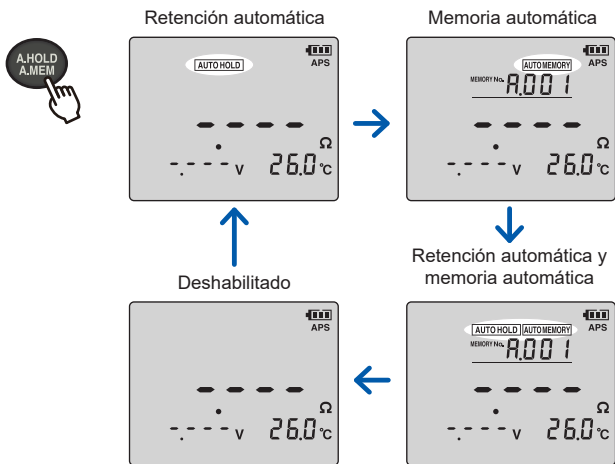 Retención automática
Memoria automática
A.HOLD
A.MEM
AUTO HOLD
APS
- - - -
Ω
-.- - - V 26.0 °C
AUTO MEMORY
APS
MEMORY No. A.001
- - - -
Ω
-.- - - V 26.0 °C
Deshabilitado
Retención automática y
memoria automática
APS
- - - -
Ω
-.- - - V 26.0 °C
APS
AUTO HOLD AUTO MEMORY
MEMORY No. A.001
- - - -
Ω
-.- - - V 26.0 °C